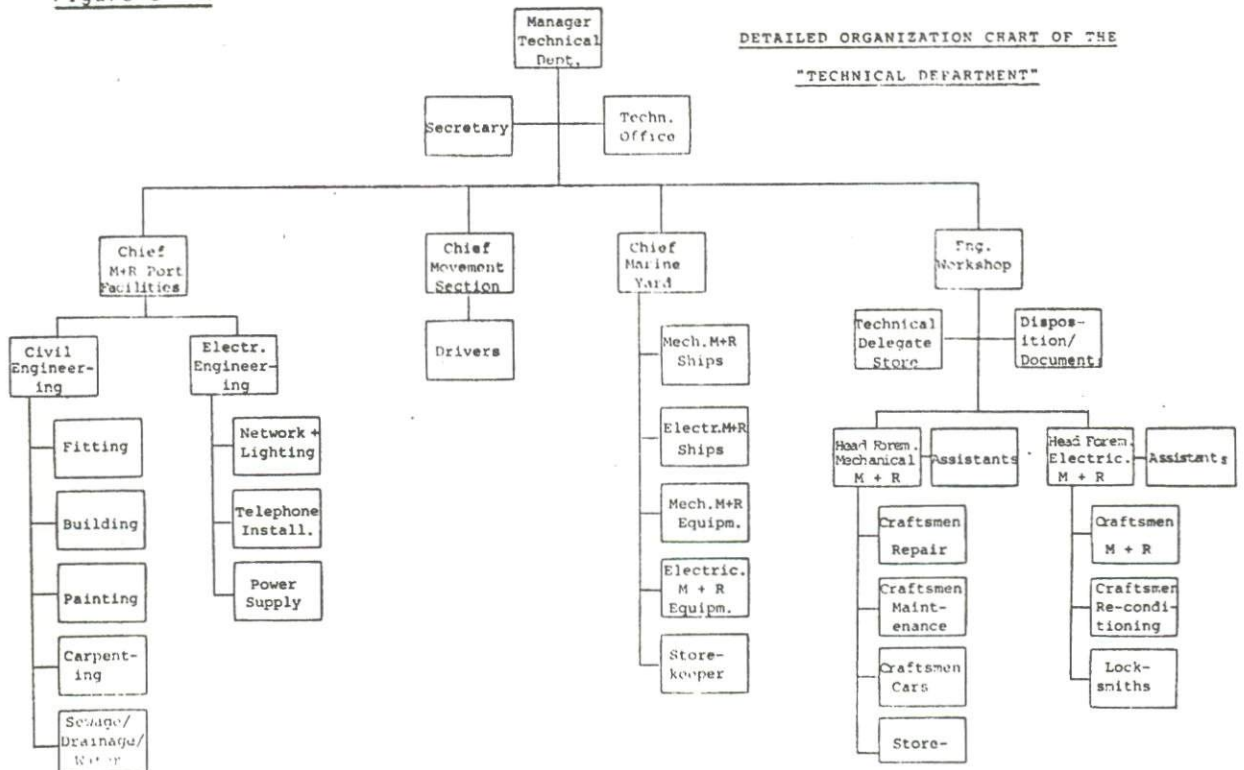 Manager
Technical
Dept.
DETAILED ORGANIZATION CHART OF THE
"TECHNICAL DEPARTMENT"
Secretary
Techn.
Office
Chief
M+R Port
Facilities
Chief
Movement
Section
Chief
Marine
Yard
Eng.
Workshop
Civil
Engineer-
ing
Electr.
Engineer-
ing
Drivers
Mech.M+R
Ships
Technical
Delegate
Store
Dispos-
ition/
Document.
Fitting
Network +
Lighting
Electr.M+R
Ships
Head Forem.
Mechanical
M + R
Assistants
Head Forem.
Electric.
M + R
Assistants
Building
Telephone
Install.
Mech.M+R
Equipm.
Craftsmen
Repair
Craftsmen
M + R
Painting
Power
Supply
Electric.
M + R
Equipm.
Craftsmen
Maint-
enance
Craftsmen
Re-condi-
tioning
Carpent-
ing
Store-
keeper
Craftsmen
Cars
Lock-
smiths
Sewage/
Drainage/
Water
Store-